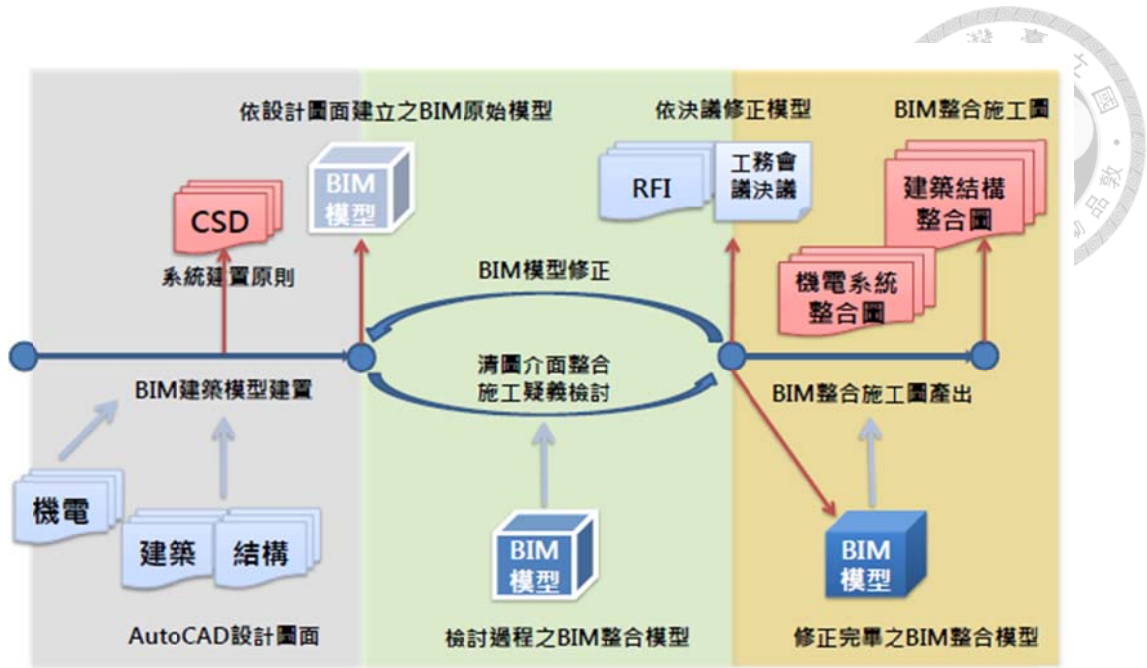 依設計圖面建立之BIM原始模型
依決議修正模型
BIM整合施工圖
BIM
模型
RFI
工務會
議決議
建築結構
整合圖
CSD
系統建置原則
BIM模型修正
機電系統
整合圖
清圖介面整合
施工疑義檢討
BIM建築模型建置
BIM整合施工圖產出
機電
建築
結構
BIM
模型
BIM
模型
AutoCAD設計圖面
檢討過程之BIM整合模型
修正完畢之BIM整合模型